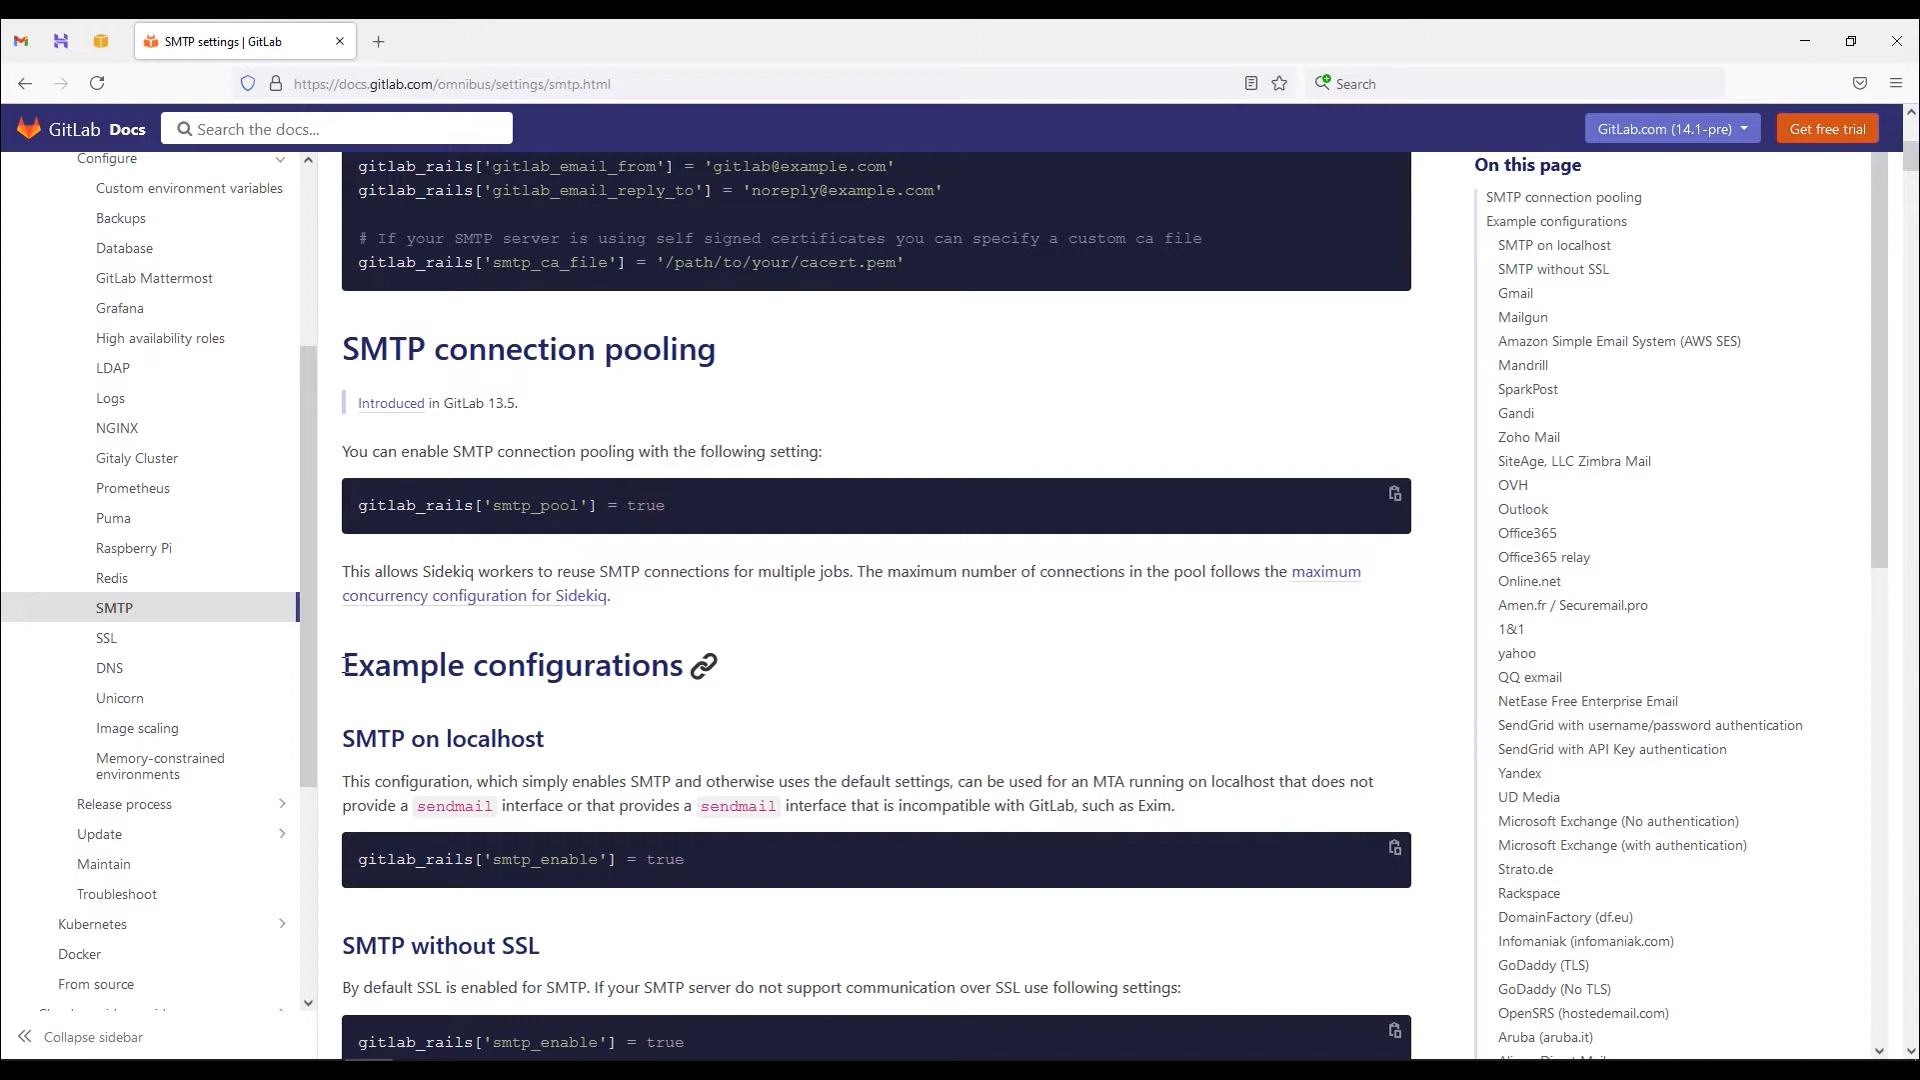 SMTP settings | GitLab
https://docs.gitlab.com/omnibus/settings/smtp.html
Search
GitLab Docs
Search the docs...
GitLab.com (14.1-pre)
Get free trial
Configure
Custom environment variables
Backups
Database
GitLab Mattermost
Grafana
High availability roles
LDAP
Logs
NGINX
Gitaly Cluster
Prometheus
Puma
Raspberry Pi
Redis
SMTP
SSL
DNS
Unicorn
Image scaling
Memory-constrained
environments
Release process
Update
Maintain
Troubleshoot
Kubernetes
Docker
From source
Collapse sidebar
gitlab_rails['gitlab_email_from'] = 'gitlab@example.com'
gitlab_rails['gitlab_email_reply_to'] = 'noreply@example.com'
# If your SMTP server is using self signed certificates you can specify a custom ca file
gitlab_rails['smtp_ca_file'] = '/path/to/your/cacert.pem'
SMTP connection pooling
Introduced in GitLab 13.5.
You can enable SMTP connection pooling with the following setting:
gitlab_rails['smtp_pool'] = true
This allows Sidekiq workers to reuse SMTP connections for multiple jobs. The maximum number of connections in the pool follows the maximum
concurrency configuration for Sidekiq.
Example configurations
SMTP on localhost
This configuration, which simply enables SMTP and otherwise uses the default settings, can be used for an MTA running on localhost that does not
provide a sendmail interface or that provides a sendmail interface that is incompatible with GitLab, such as Exim.
gitlab_rails['smtp_enable'] = true
SMTP without SSL
By default SSL is enabled for SMTP. If your SMTP server do not support communication over SSL use following settings:
gitlab_rails['smtp_enable'] = true
On this page
SMTP connection pooling
Example configurations
SMTP on localhost
SMTP without SSL
Gmail
Mailgun
Amazon Simple Email System (AWS SES)
Mandrill
SparkPost
Gandi
Zoho Mail
SiteAge, LLC Zimbra Mail
OVH
Outlook
Office365
Office365 relay
Online.net
Amen.fr / Securemail.pro
1&1
yahoo
QQ exmail
NetEase Free Enterprise Email
SendGrid with username/password authentication
SendGrid with API Key authentication
Yandex
UD Media
Microsoft Exchange (No authentication)
Microsoft Exchange (with authentication)
Strato.de
Rackspace
DomainFactory (df.eu)
Infomaniak (infomaniak.com)
GoDaddy (TLS)
GoDaddy (No TLS)
OpenSRS (hostedemail.com)
Aruba (aruba.it)